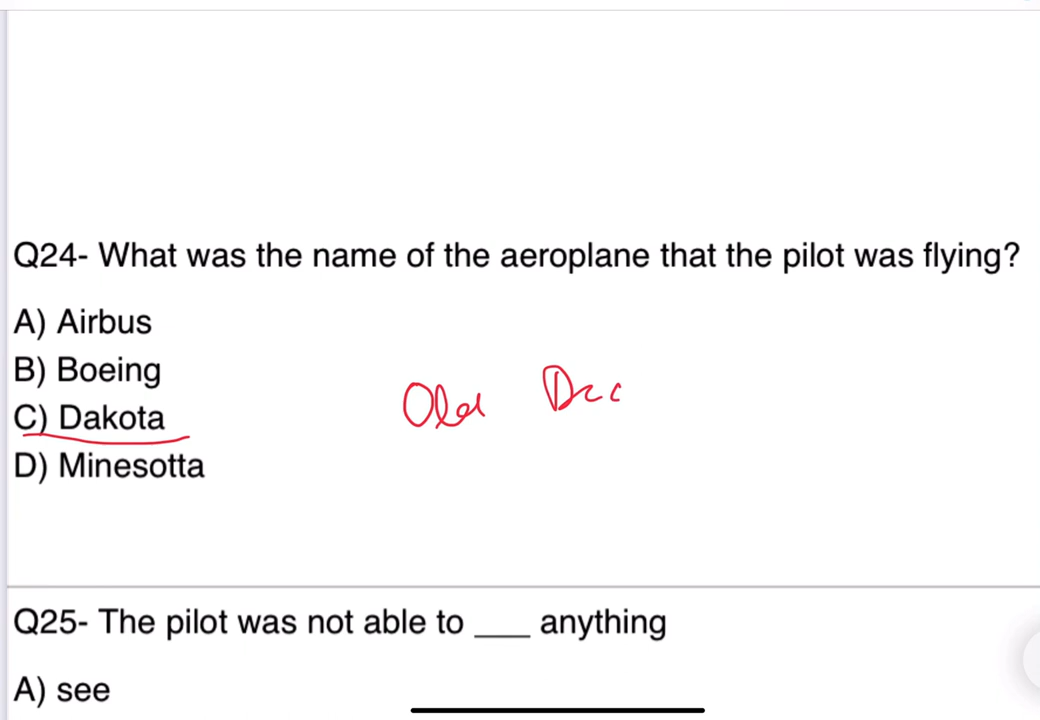 Q24- What was the name of the aeroplane that the pilot was flying?
A) Airbus
B) Boeing
C) Dakota
D) Minesotta
Old
Q25- The pilot was not able to ___ anything
A) see